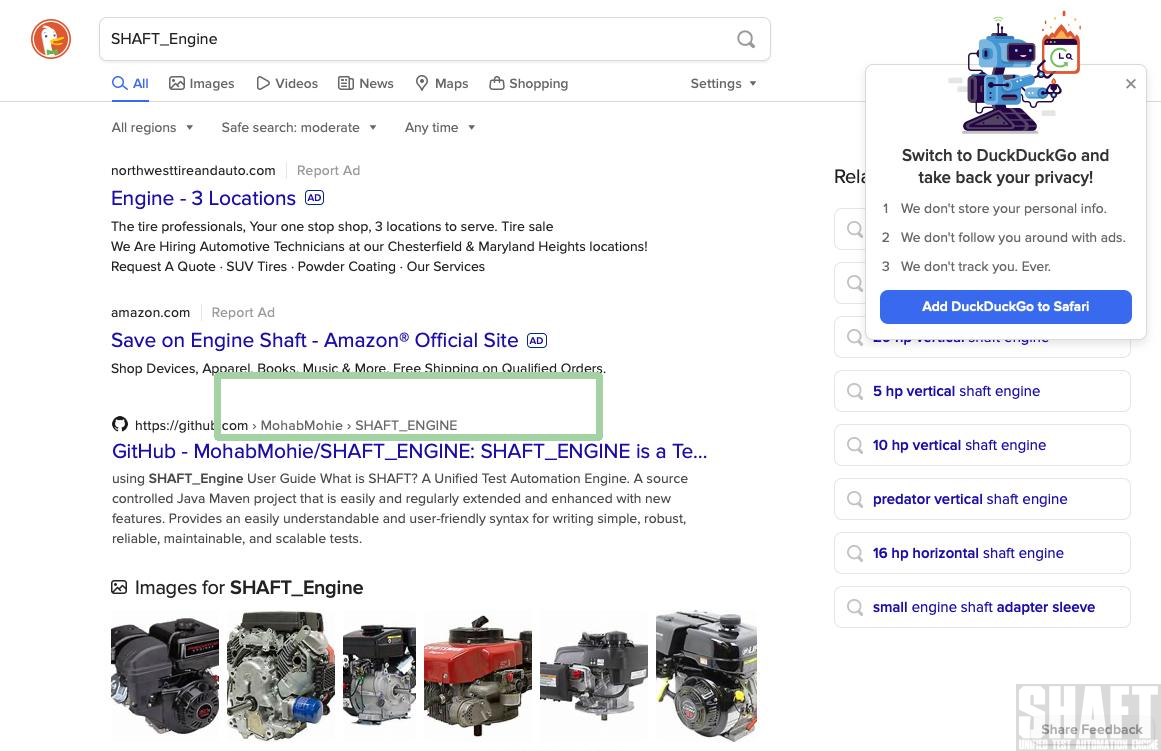 SHAFT_Engine
All
Images
Videos
News
Maps
Shopping
Settings
All regions
Safe search: moderate
Any time
northwesttireandauto.com
Report Ad
Engine - 3 Locations AD
The tire professionals, Your one stop shop, 3 locations to serve. Tire sale
We Are Hiring Automotive Technicians at our Chesterfield & Maryland Heights locations!
Request A Quote · SUV Tires · Powder Coating · Our Services
amazon.com
Report Ad
Save on Engine Shaft - Amazon® Official Site AD
Shop Devices, Apparel, Books, Music & More. Free Shipping on Qualified Orders.
https://github.com › MohabMohie › SHAFT_ENGINE
GitHub - MohabMohie/SHAFT_ENGINE: SHAFT_ENGINE is a Te...
using SHAFT_Engine User Guide What is SHAFT? A Unified Test Automation Engine. A source
controlled Java Maven project that is easily and regularly extended and enhanced with new
features. Provides an easily understandable and user-friendly syntax for writing simple, robust,
reliable, maintainable, and scalable tests.
Images for SHAFT_Engine
Switch to DuckDuckGo and
take back your privacy!
1 We don't store your personal info.
2 We don't follow you around with ads.
3 We don't track you. Ever.
Add DuckDuckGo to Safari
Rela
shaft engine
5 hp vertical shaft engine
10 hp vertical shaft engine
predator vertical shaft engine
16 hp horizontal shaft engine
small engine shaft adapter sleeve
SHAFT
Share Feedback